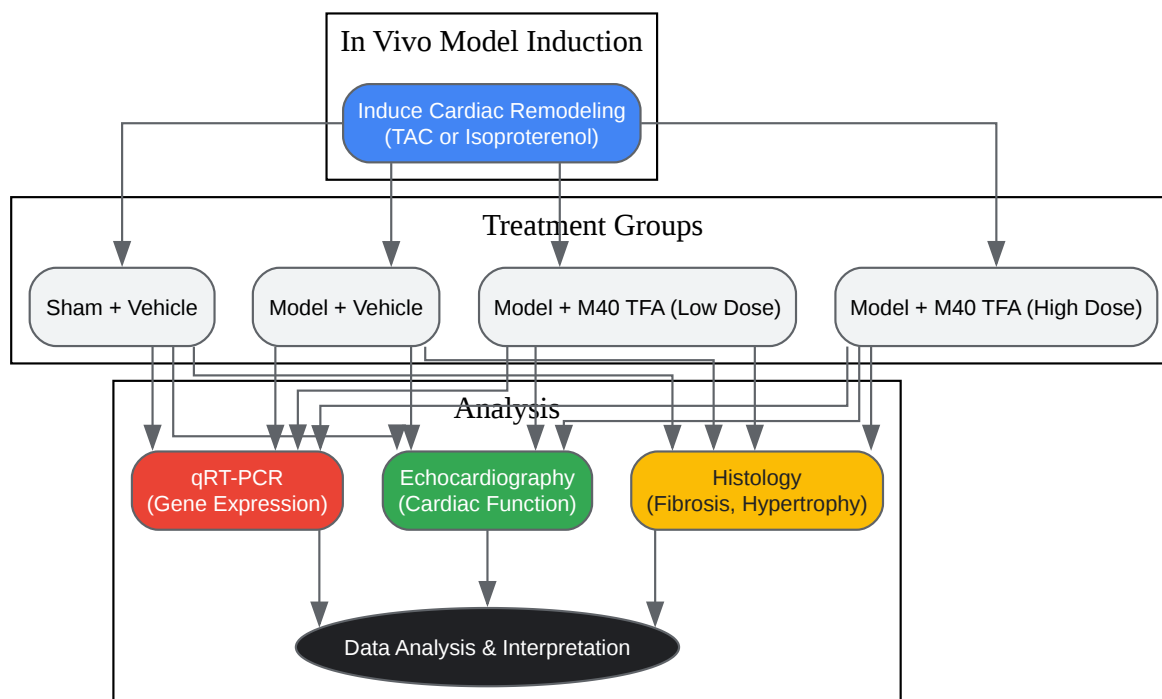 In Vivo Model Induction
Induce Cardiac Remodeling
(TAC or Isoproterenol)
Treatment Groups
Sham + Vehicle
Model + Vehicle
Model + M40 TFA (Low Dose)
Model + M40 TFA (High Dose)
Analysis
qRT-PCR
(Gene Expression)
Echocardiography
(Cardiac Function)
Histology
(Fibrosis, Hypertrophy)
Data Analysis & Interpretation